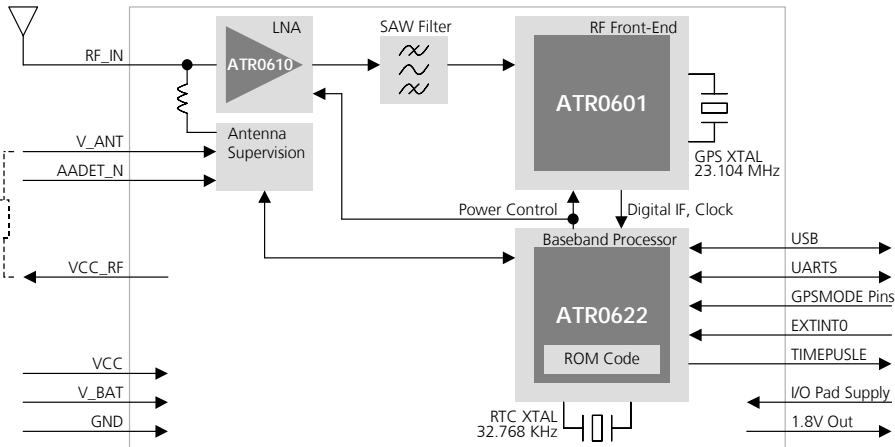 LNA
SAW Filter
RF Front-End
RF_IN
ATR0610
ATR0601
V_ANT
Antenna
Supervision
AADET_N
GPS XTAL
23.104 MHz
Power Control
Digital IF, Clock
VCC_RF
Baseband Processor
USB
UARTS
GPSMODE Pins
ATR0622
EXTINT0
ROM Code
TIMEPUSLE
VCC
V_BAT
I/O Pad Supply
GND
RTC XTAL
32.768 KHz
1.8V Out